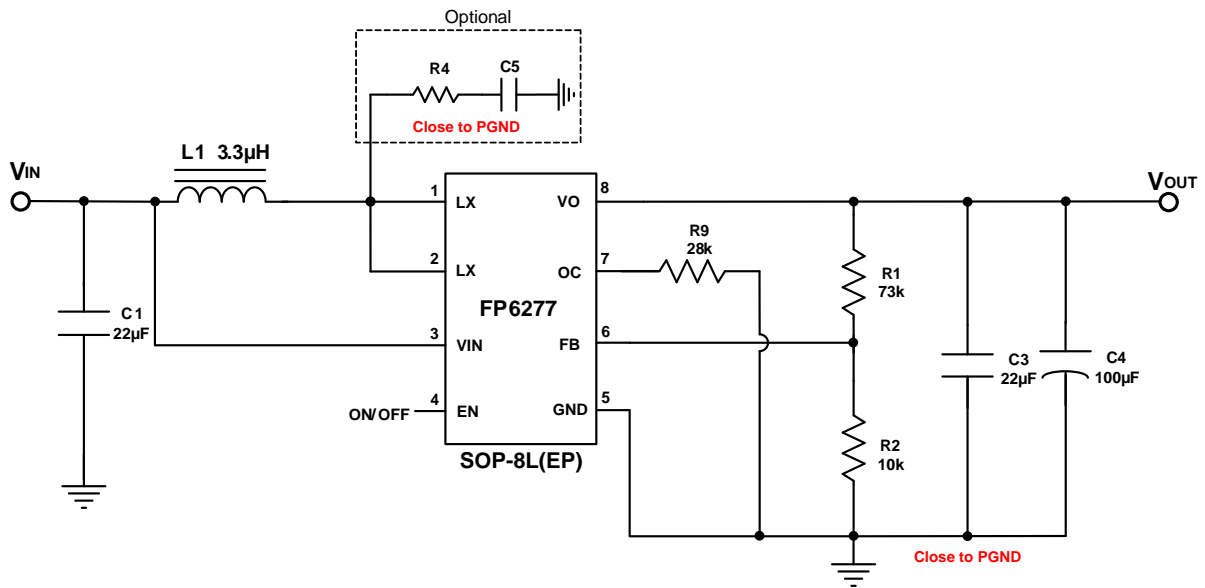 Optional
R4
C5
Close to PGND
L1 3.3µH
VIN
VOUT
1
LX
VO
8
2
LX
OC
7
R9
28k
R1
73k
FP6277
C1
22µF
3
VIN
FB
6
C3
22µF
C4
100µF
ON/OFF
4
EN
GND
5
R2
10k
SOP-8L(EP)
Close to PGND